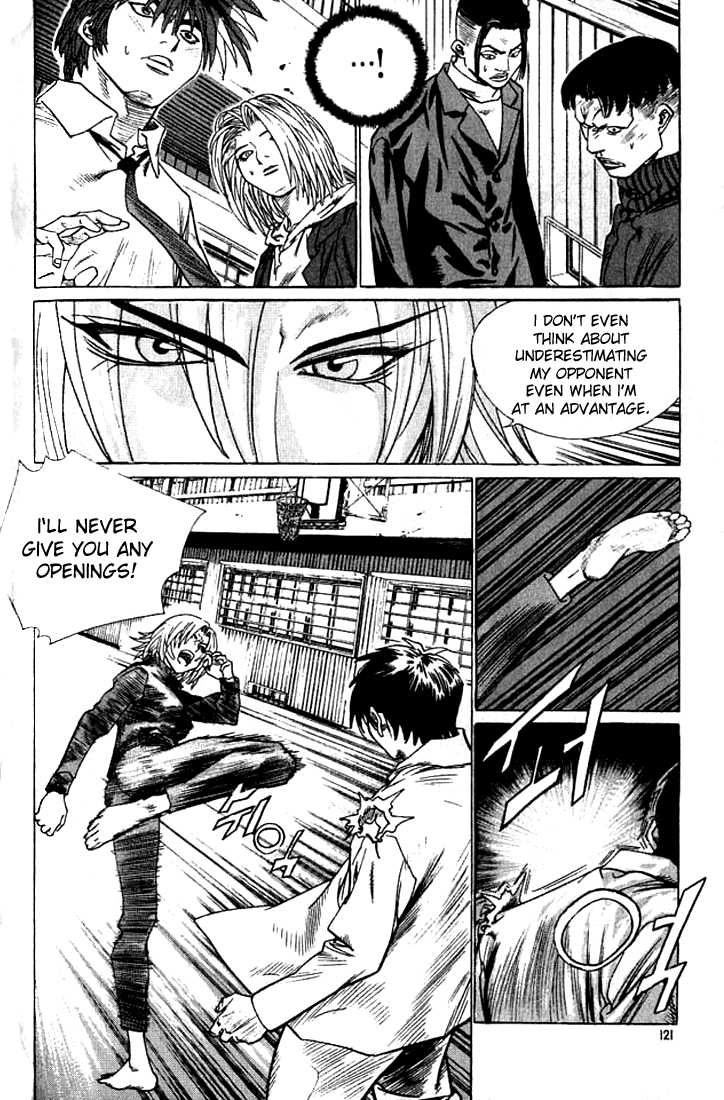 ...!
I DON'T EVEN
THINK ABOUT
UNDERESTIMATING
MY OPPONENT
EVEN WHEN I'M
AT AN ADVANTAGE.
I'LL NEVER
GIVE YOU ANY
OPENINGS!
121